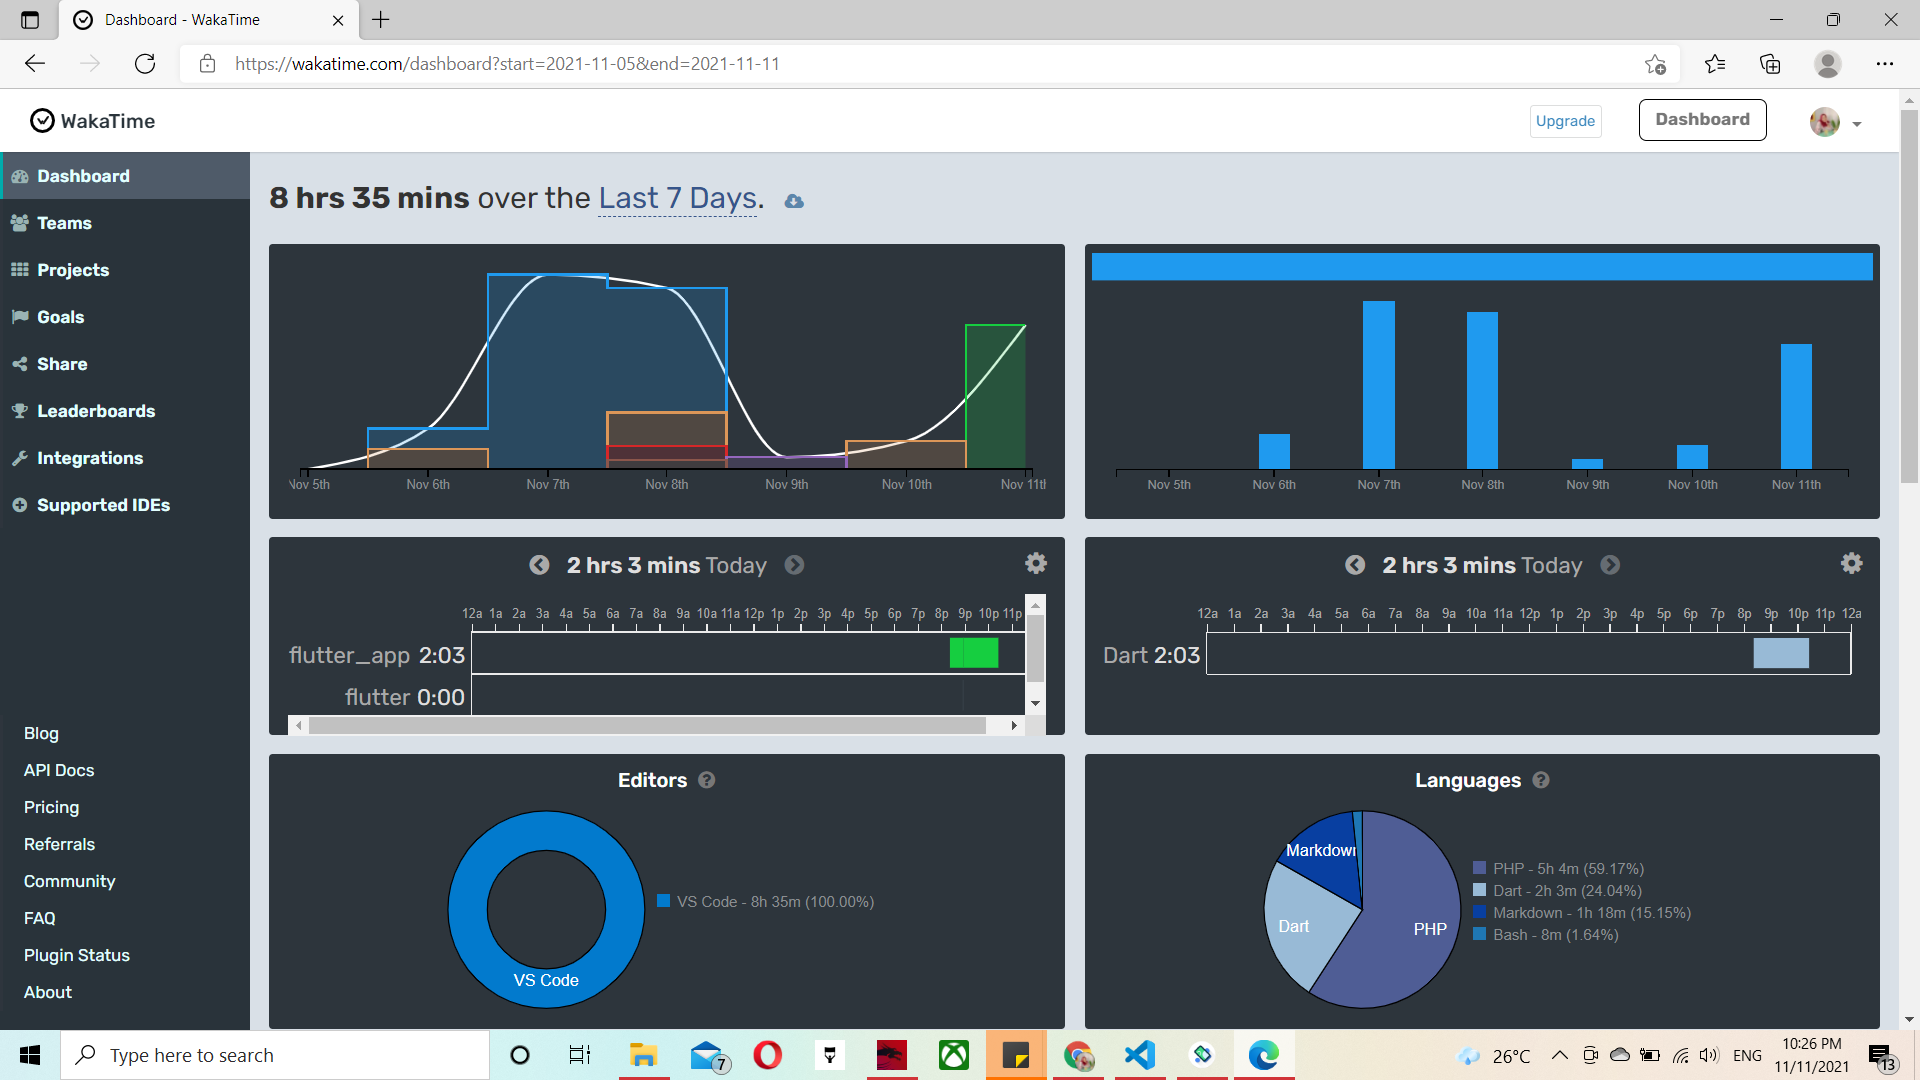 Dashboard - WakaTime
https://wakatime.com/dashboard?start=2021-11-05&end=2021-11-11
WakaTime
Upgrade
Dashboard
Dashboard
Teams
Projects
Goals
Share
Leaderboards
Integrations
Supported IDEs
Blog
API Docs
Pricing
Referrals
Community
FAQ
Plugin Status
About
8 hrs 35 mins over the Last 7 Days.
Nov 5th Nov 6th Nov 7th Nov 8th Nov 9th Nov 10th Nov 11th
Nov 5th Nov 6th Nov 7th Nov 8th Nov 9th Nov 10th Nov 11th
2 hrs 3 mins Today
12a 1a 2a 3a 4a 5a 6a 7a 8a 9a 10a 11a 12p 1p 2p 3p 4p 5p 6p 7p 8p 9p 10p 11p
flutter_app 2:03
flutter 0:00
2 hrs 3 mins Today
12a 1a 2a 3a 4a 5a 6a 7a 8a 9a 10a 11a 12p 1p 2p 3p 4p 5p 6p 7p 8p 9p 10p 11p 12a
Dart 2:03
Editors ?
VS Code
VS Code - 8h 35m (100.00%)
Languages ?
Markdown
Dart
PHP
PHP - 5h 4m (59.17%)
Dart - 2h 3m (24.04%)
Markdown - 1h 18m (15.15%)
Bash - 8m (1.64%)
Type here to search
7
26°C
ENG
10:26 PM
11/11/2021
13